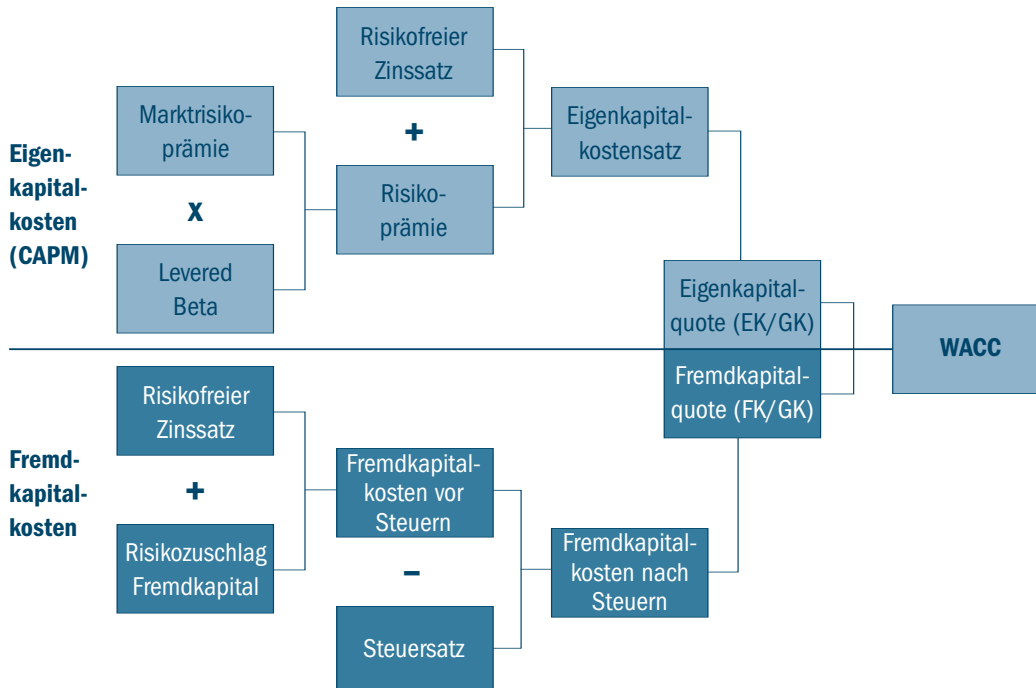 Eigen-
kapital-
kosten
(CAPM)
Marktrisiko-
prämie
x
Levered
Beta
Risikofreier
Zinssatz
+
Risiko-
prämie
Eigenkapital-
kostensatz
Eigenkapital-
quote (EK/GK)
Fremdkapital-
quote (FK/GK)
WACC
Fremd-
kapital-
kosten
Risikofreier
Zinssatz
+
Risikozuschlag
Fremdkapital
Fremdkapital-
kosten vor
Steuern
–
Steuersatz
Fremdkapital-
kosten nach
Steuern